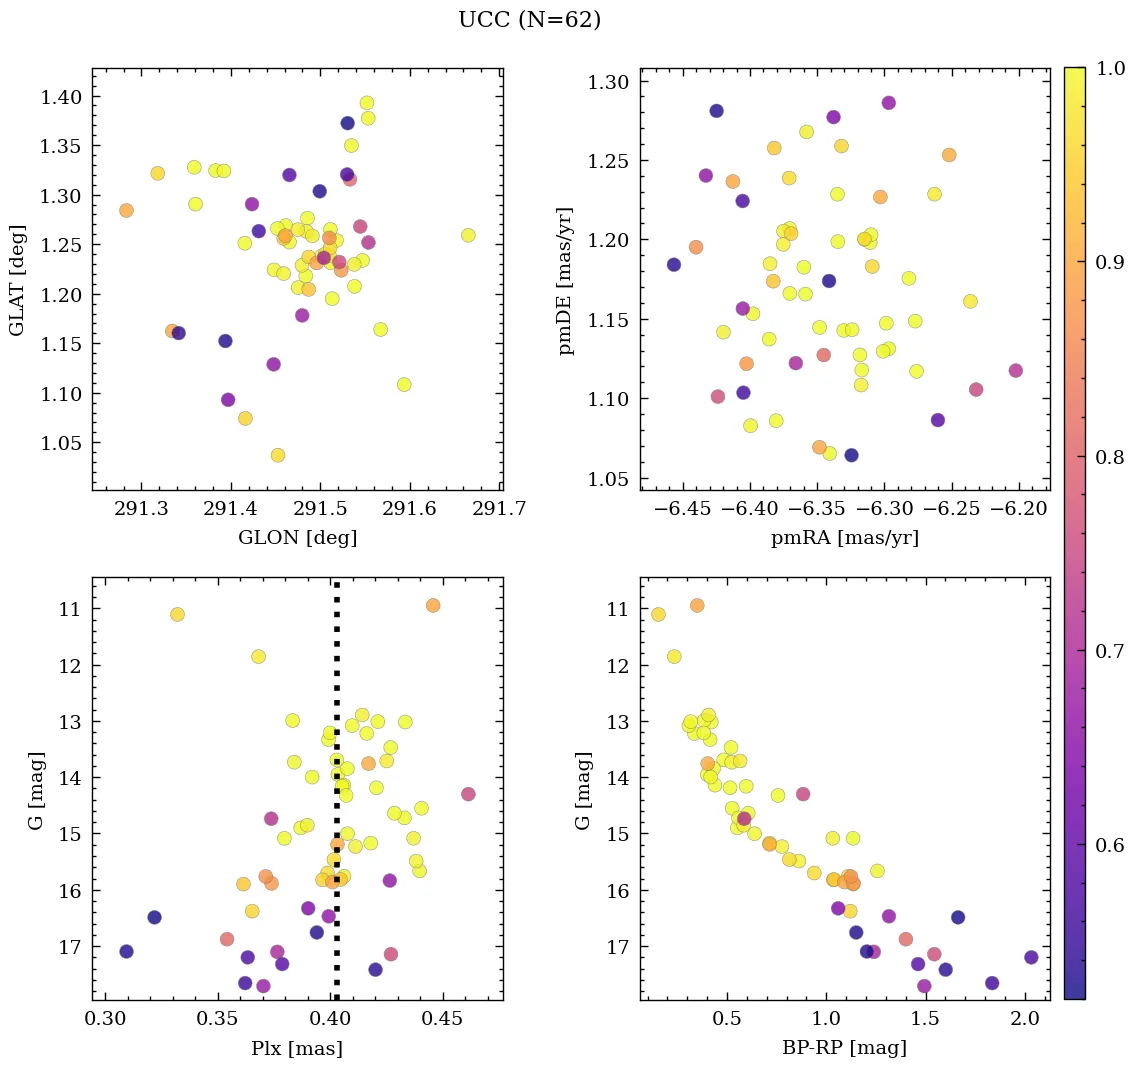 UCC (N=62)
1.40
1.35
1.30
1.25
1.20
1.15
1.10
1.05
GLAT [deg]
291.3 291.4 291.5 291.6 291.7
GLON [deg]
1.30
1.25
1.20
1.15
1.10
1.05
pmDE [mas/yr]
−6.45 −6.40 −6.35 −6.30 −6.25 −6.20
pmRA [mas/yr]
1.0
0.9
0.8
0.7
0.6
11
12
13
14
15
16
17
G [mag]
0.30 0.35 0.40 0.45
Plx [mas]
11
12
13
14
15
16
17
G [mag]
0.5 1.0 1.5 2.0
BP-RP [mag]